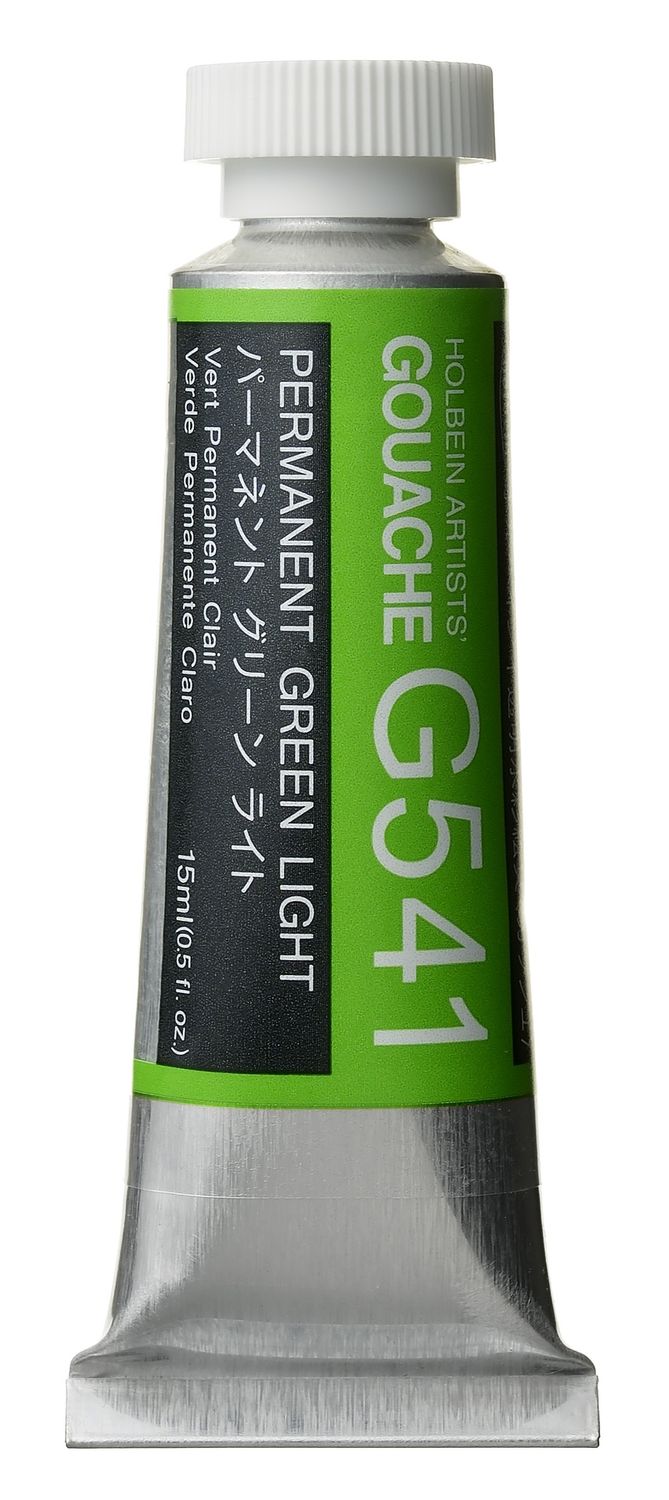 HOLBEIN ARTISTS'
GOUACHE G541
PERMANENT GREEN LIGHT
パーマネント グリーン ライト
Vert Permanent Clair
Verde Permanente Claro 15ml(0.5 fl. oz.)